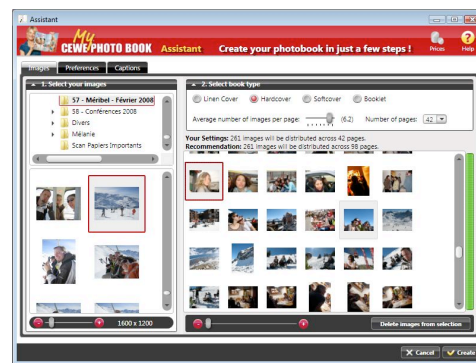 Assistant
My
CEWE PHOTO BOOK Assistant Create your photobook in just a few steps !
Prices Help
Images Preferences Captions
1. Select your images
57 - Méribel - Février 2008
58 - Conférences 2008
Divers
Mélanie
Scan Papiers Importants
1600 x 1200
2. Select book type
Linen Cover Hardcover Softcover Booklet
Average number of images per page: (6.2) Number of pages: 42
Your Settings: 261 images will be distributed across 42 pages.
Recommendation: 261 images will be distributed across 98 pages.
Delete images from selection
Cancel Create